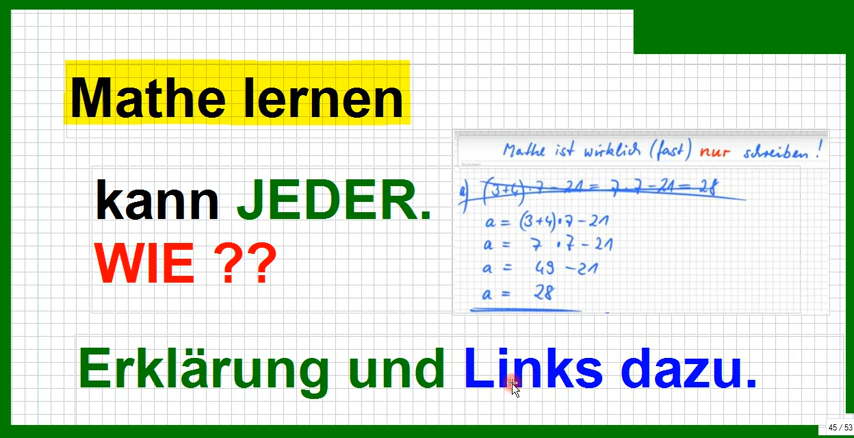 Mathe lernen
Mathe ist wirklich (fast) nur schreiben!
a) (3+4)·7-21 = 7·7-21 = 28
kann JEDER.
a = (3+4)·7-21
a = 7 ·7-21
WIE ??
a = 49 -21
a = 28
Erklärung und Links dazu.
45 / 53